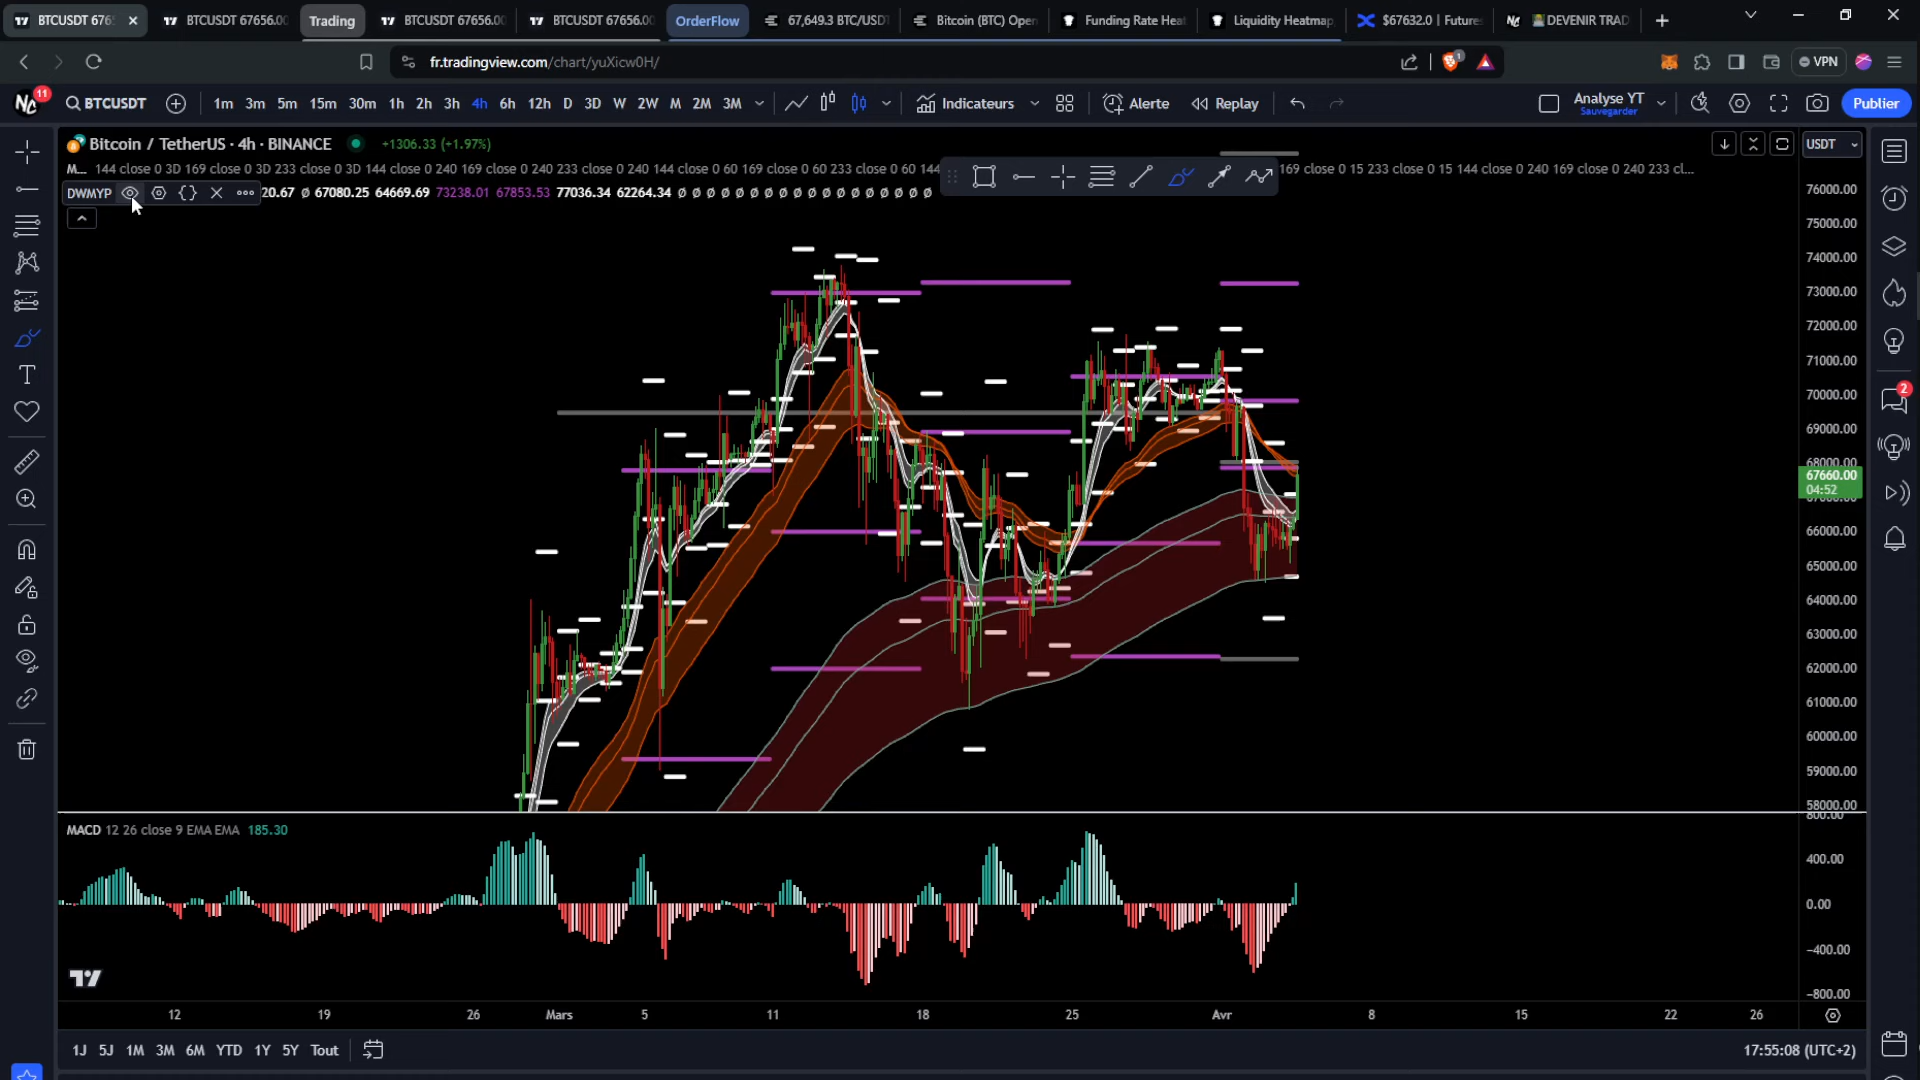 BTCUSDT 676
BTCUSDT 67656.00
Trading
BTCUSDT 67656.00
BTCUSDT 67656.00
OrderFlow
67,649.3 BTC/USDT
Bitcoin (BTC) Open
Funding Rate Heat
Liquidity Heatmap
$67632.0 | Future
DEVENIR TRAD
fr.tradingview.com/chart/yuXicw0H/
1
VPN
11
BTCUSDT
1m 3m 5m 15m 30m 1h 2h 3h 4h 6h 12h D 3D W 2W M 2M 3M
Indicateurs
Alerte
Replay
Analyse YT
Sauvegarder
Publier
Bitcoin / TetherUS · 4h · BINANCE +1306.33 (+1.97%)
USDT
M... 144 close 0 3D 169 close 0 3D 233 close 0 3D 144 close 0 240 169 close 0 240 233 close 0 240 144 close 0 60 169 close 0 60 233 close 0 60 144
169 close 0 15 233 close 0 15 144 close 0 240 169 close 0 240 233 cl...
DWMYP
20.67 ∅ 67080.25 64669.69 73238.01 67853.53 77036.34 62264.34 ∅ ∅ ∅ ∅ ∅ ∅ ∅ ∅ ∅ ∅ ∅ ∅ ∅ ∅ ∅ ∅
76000.00
75000.00
74000.00
73000.00
72000.00
71000.00
70000.00
69000.00
68000.00
67660.00
04:52
66000.00
65000.00
64000.00
63000.00
62000.00
61000.00
60000.00
59000.00
58000.00
2
MACD 12 26 close 9 EMA EMA 185.30
800.00
400.00
0.00
−400.00
−800.00
12 19 26 Mars 5 11 18 25 Avr 8 15 22 26
1J 5J 1M 3M 6M YTD 1Y 5Y Tout
17:55:08 (UTC+2)